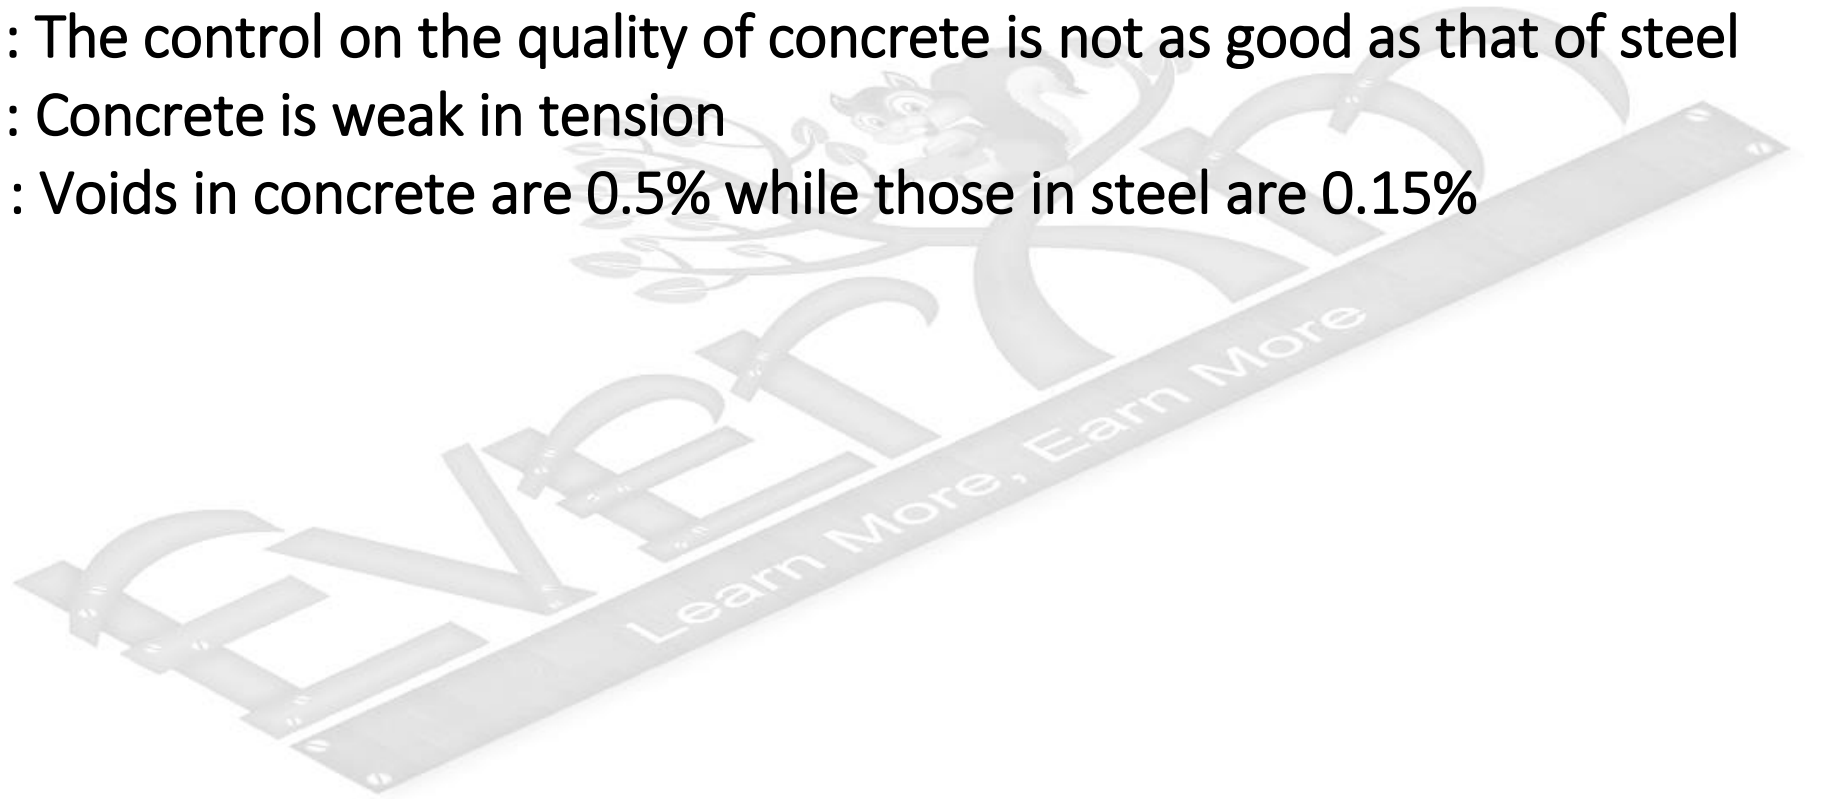 : The control on the quality of concrete is not as good as that of steel
: Concrete is weak in tension
: Voids in concrete are 0.5% while those in steel are 0.15%
Ever
Learn More, Earn More